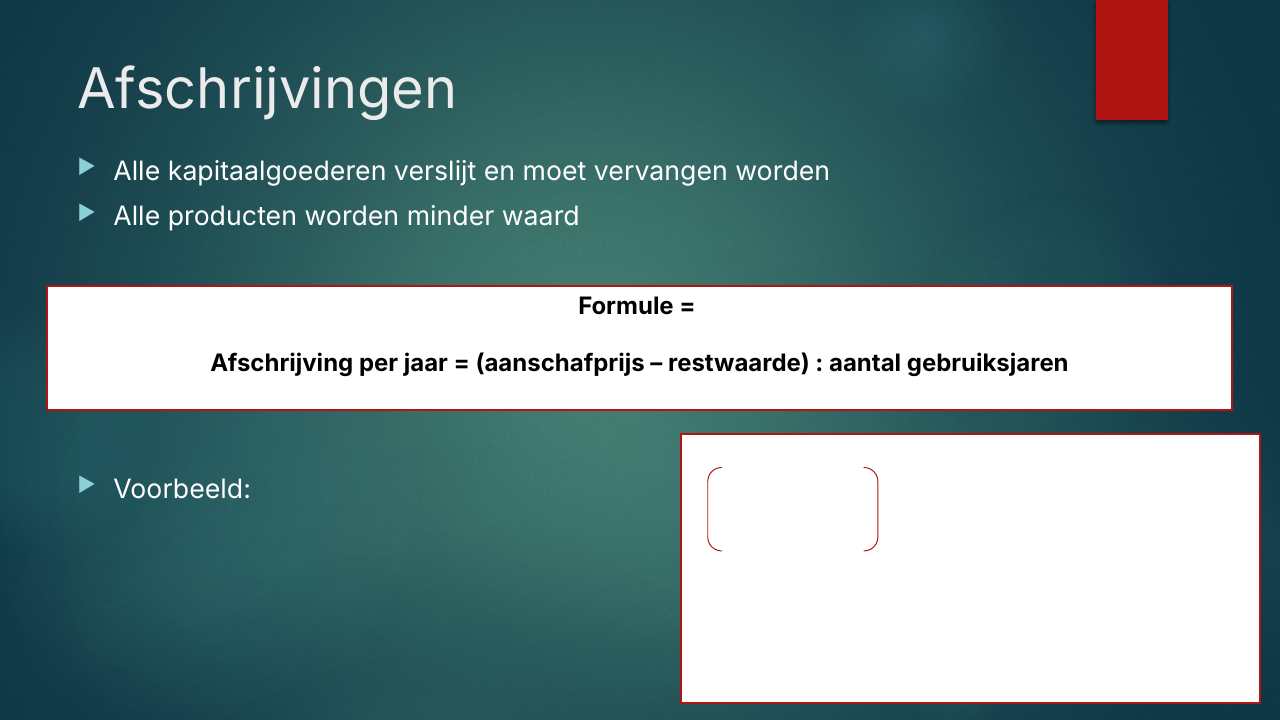 Afschrijvingen
Alle kapitaalgoederen verslijt en moet vervangen worden
Alle producten worden minder waard
Formule =
Afschrijving per jaar = (aanschafprijs – restwaarde) : aantal gebruiksjaren
Voorbeeld: